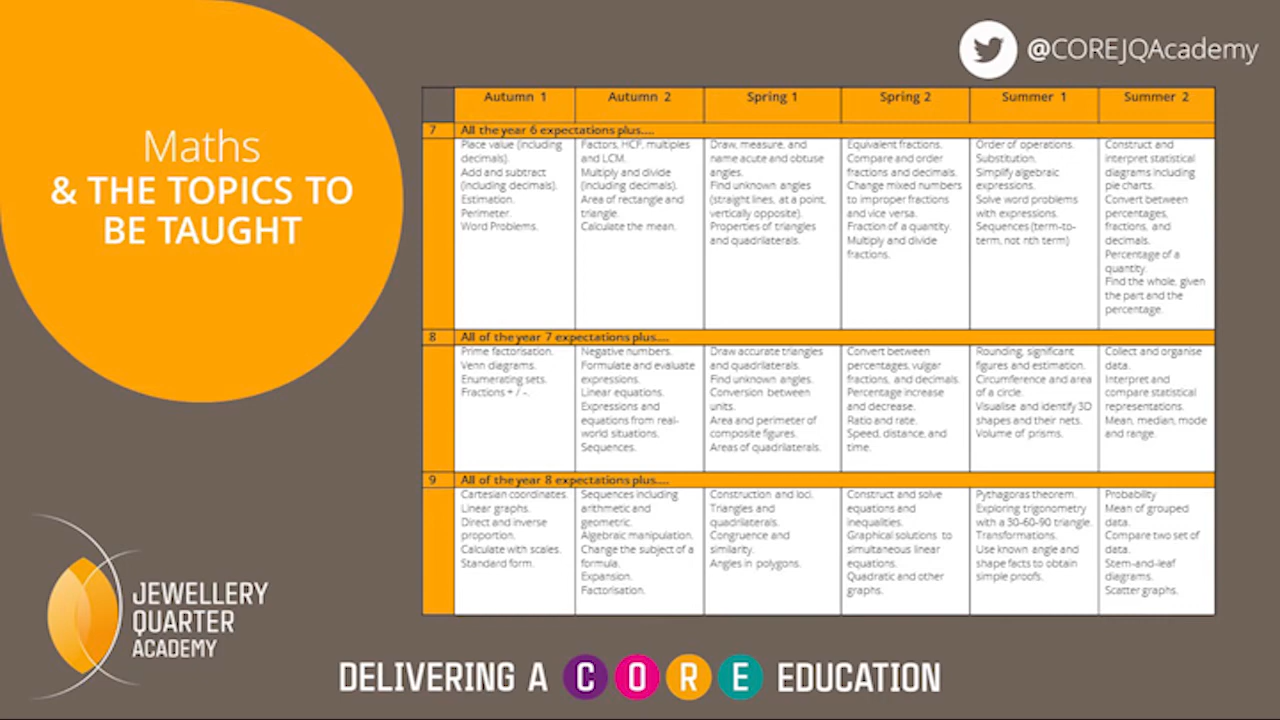 @COREJQAcademy
Maths
& THE TOPICS TO
BE TAUGHT
Autumn 1
Autumn 2
Spring 1
Spring 2
Summer 1
Summer 2
7
All the year 6 expectations plus....
Place value (including
decimals).
Add and subtract
(including decimals).
Estimation.
Perimeter.
Word Problems.
Factors, HCF, multiples
and LCM.
Multiply and divide
(including decimals).
Area of rectangle and
triangle.
Calculate the mean.
Draw, measure, and
name acute and obtuse
angles.
Find unknown angles
(straight lines, at a point,
vertically opposite).
Properties of triangles
and quadrilaterals.
Equivalent fractions.
Compare and order
fractions and decimals.
Change mixed numbers
to improper fractions
and vice versa.
Fraction of a quantity.
Multiply and divide
fractions.
Order of operations.
Substitution.
Simplify algebraic
expressions.
Solve word problems
with expressions.
Sequences (term-to-
term, not nth term)
Construct and
interpret statistical
diagrams including
pie charts.
Convert between
percentages,
fractions, and
decimals.
Percentage of a
quantity.
Find the whole, given
the part and the
percentage.
8
All of the year 7 expectations plus....
Prime factorisation.
Venn diagrams.
Enumerating sets.
Fractions + / -.
Negative numbers.
Formulate and evaluate
expressions.
Linear equations.
Expressions and
equations from real-
world situations.
Sequences.
Draw accurate triangles
and quadrilaterals.
Find unknown angles.
Conversion between
units.
Area and perimeter of
composite figures.
Areas of quadrilaterals.
Convert between
percentages, vulgar
fractions, and decimals.
Percentage increase
and decrease.
Ratio and rate.
Speed, distance, and
time.
Rounding, significant
figures and estimation.
Circumference and area
of a circle.
Visualise and identify 3D
shapes and their nets.
Volume of prisms.
Collect and organise
data.
Interpret and
compare statistical
representations.
Mean, median, mode
and range.
9
All of the year 8 expectations plus....
Cartesian coordinates.
Linear graphs.
Direct and inverse
proportion.
Calculate with scales.
Standard form.
Sequences including
arithmetic and
geometric.
Algebraic manipulation.
Change the subject of a
formula.
Expansion.
Factorisation.
Construction and loci.
Triangles and
quadrilaterals.
Congruence and
similarity.
Angles in polygons.
Construct and solve
equations and
inequalities.
Graphical solutions to
simultaneous linear
equations.
Quadratic and other
graphs.
Pythagoras theorem.
Exploring trigonometry
with a 30-60-90 triangle.
Transformations.
Use known angle and
shape facts to obtain
simple proofs.
Probability
Mean of grouped
data.
Compare two set of
data.
Stem-and-leaf
diagrams.
Scatter graphs.
JEWELLERY
QUARTER
ACADEMY
DELIVERING A CORE EDUCATION